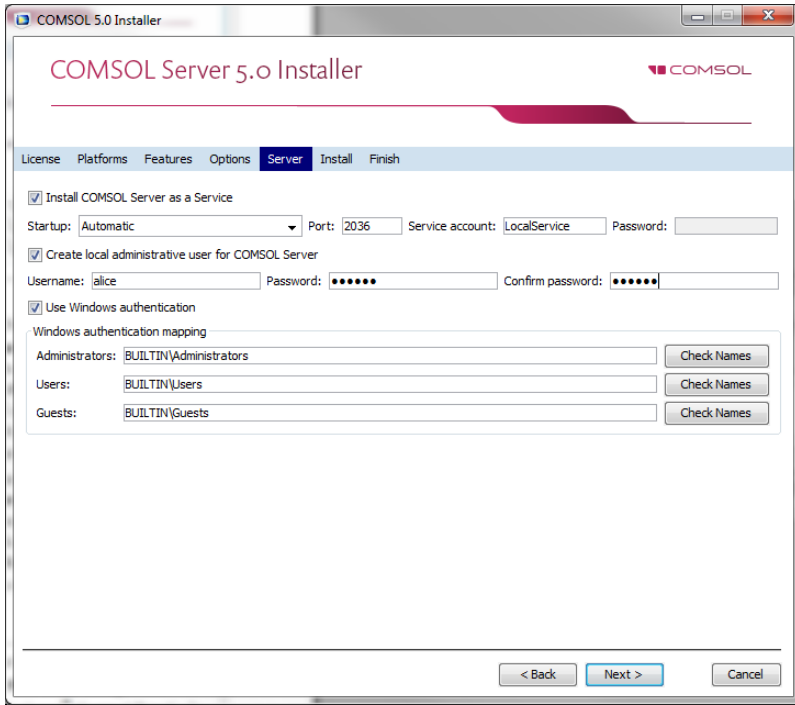 COMSOL 5.0 Installer
COMSOL Server 5.0 Installer
COMSOL
License Platforms Features Options Server Install Finish
Install COMSOL Server as a Service
Startup: Automatic Port: 2036 Service account: LocalService Password:
Create local administrative user for COMSOL Server
Username: alice Password: ●●●●●● Confirm password: ●●●●●●
Use Windows authentication
Windows authentication mapping
Administrators: BUILTIN\Administrators Check Names
Users: BUILTIN\Users Check Names
Guests: BUILTIN\Guests Check Names
< Back Next > Cancel